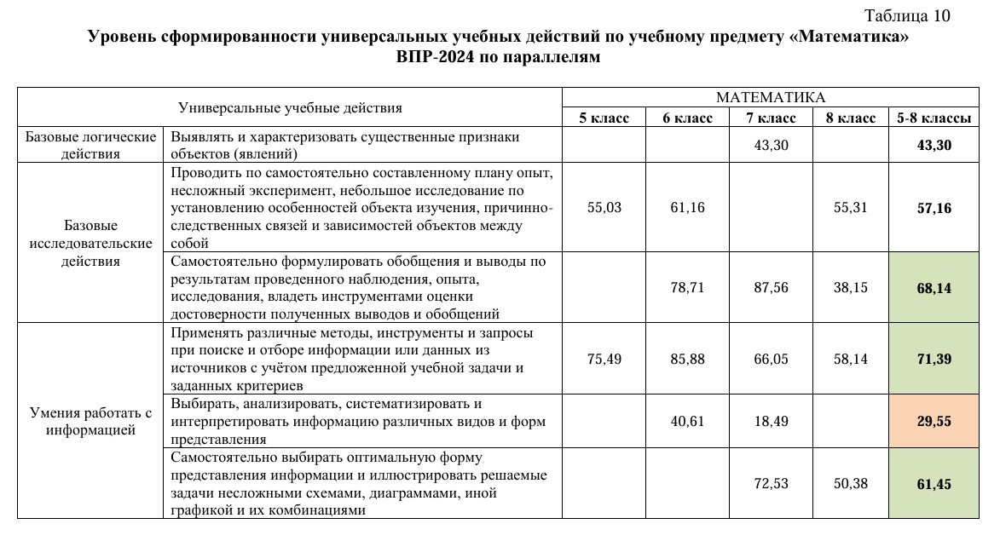 Таблица 10
Уровень сформированности универсальных учебных действий по учебному предмету «Математика»
ВПР-2024 по параллелям
Универсальные учебные действия
МАТЕМАТИКА
5 класс 6 класс 7 класс 8 класс 5-8 классы
Базовые логические
действия
Выявлять и характеризовать существенные признаки
объектов (явлений)
43,30 43,30
Базовые
исследовательские
действия
Проводить по самостоятельно составленному плану опыт,
несложный эксперимент, небольшое исследование по
установлению особенностей объекта изучения, причинно-
следственных связей и зависимостей объектов между
собой
55,03 61,16 55,31 57,16
Самостоятельно формулировать обобщения и выводы по
результатам проведенного наблюдения, опыта,
исследования, владеть инструментами оценки
достоверности полученных выводов и обобщений
78,71 87,56 38,15 68,14
Умения работать с
информацией
Применять различные методы, инструменты и запросы
при поиске и отборе информации или данных из
источников с учётом предложенной учебной задачи и
заданных критериев
75,49 85,88 66,05 58,14 71,39
Выбирать, анализировать, систематизировать и
интерпретировать информацию различных видов и форм
представления
40,61 18,49 29,55
Самостоятельно выбирать оптимальную форму
представления информации и иллюстрировать решаемые
задачи несложными схемами, диаграммами, иной
графикой и их комбинациями
72,53 50,38 61,45